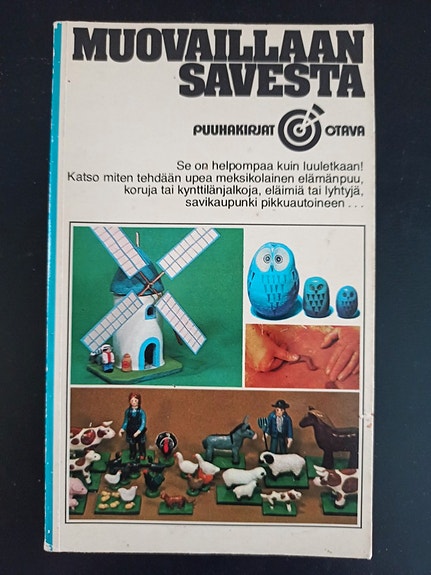 MUOVAILLAAN
SAVESTA
PUUHAKIRJAT OTAVA
Se on helpompaa kuin luuletkaan!
Katso miten tehdään upea meksikolainen elämänpuu,
koruja tai kynttilänjalkoja, eläimiä tai lyhtyjä,
savikaupunki pikkuautoineen . . .